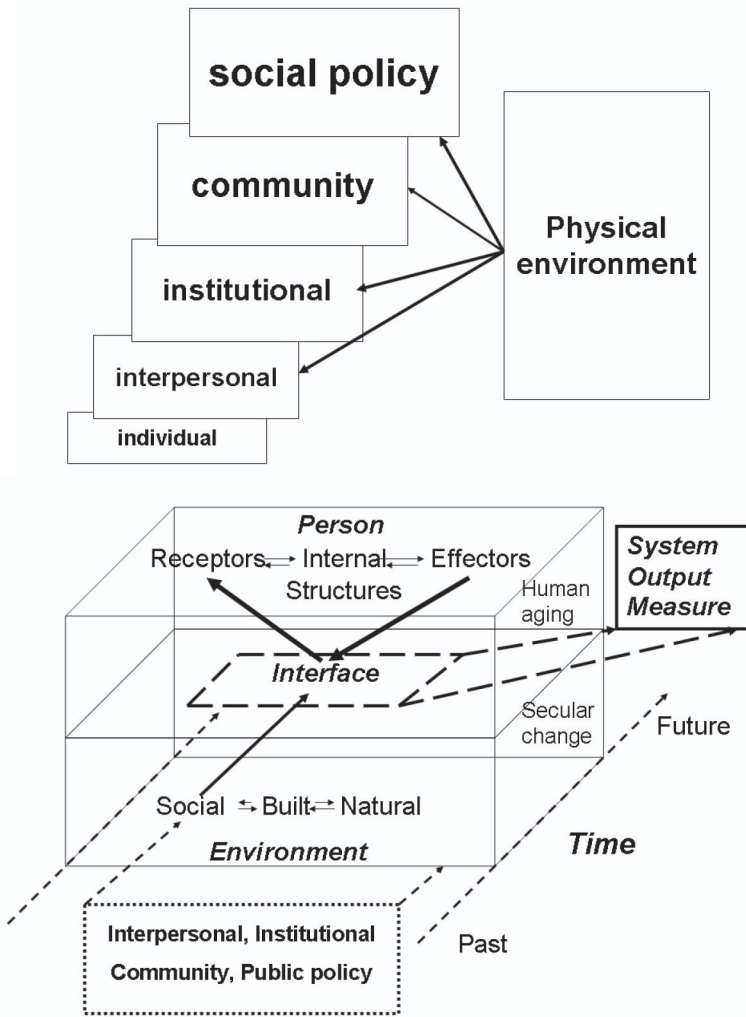 social policy
community
Physical
environment
institutional
interpersonal
individual
Person
Receptors Internal Effectors
Structures
Human
aging
System
Output
Measure
Interface
Secular
change
Future
Social Built Natural
Environment
Time
Interpersonal, Institutional
Community, Public policy
Past